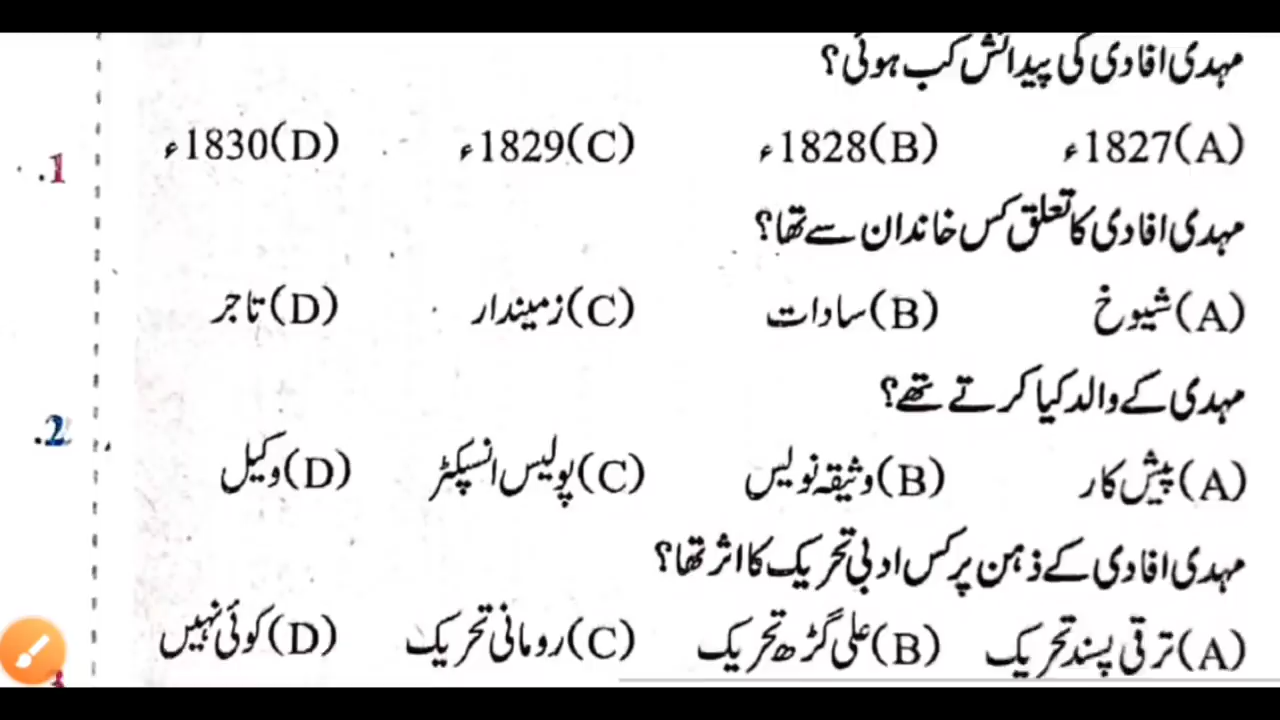 مہدی افادی کی پیدائش کب ہوئی؟
(A)1827ء (B)1828ء (C)1829ء (D)1830ء
.1
مہدی افادی کا تعلق کس خاندان سے تھا؟
(A)شیوخ (B)سادات (C)زمیندار (D)تاجر
مہدی کے والد کیا کرتے تھے؟
.2
(A)پیش کار (B)وثیقہ نویس (C)پولیس انسپکٹر (D)وکیل
مہدی افادی کے ذہن پر کس ادبی تحریک کا اثر تھا؟
(A)ترقی پسند تحریک (B)علی گڑھ تحریک (C)رومانی تحریک (D)کوئی نہیں